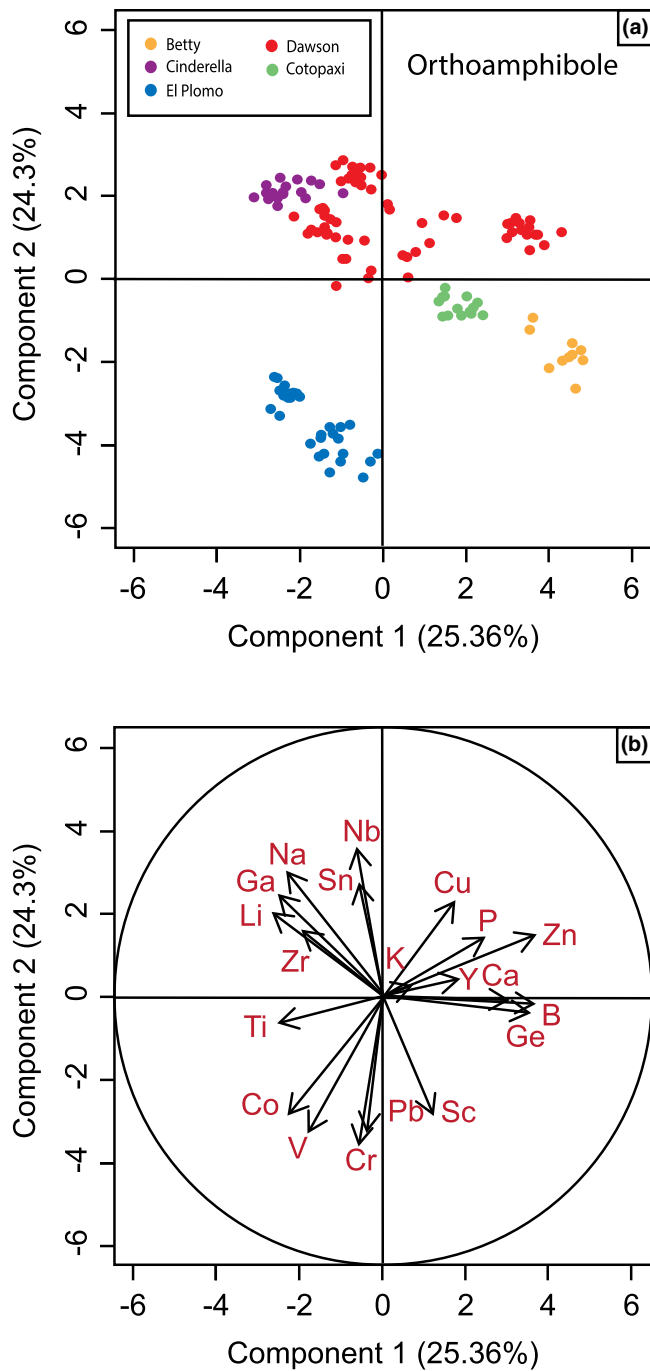 (a)
Orthoamphibole
Betty
Dawson
Cinderella
Cotopaxi
El Plomo
6
4
2
0
-2
-4
-6
Component 2 (24.3%)
-6 -4 -2 0 2 4 6
Component 1 (25.36%)
(b)
6
4
2
0
-2
-4
-6
Component 2 (24.3%)
Nb
Na
Sn
Ga
Cu
Li
P
Zn
Zr
K
Y
Ca
B
Ti
Ge
Co
Pb
Sc
V
Cr
-6 -4 -2 0 2 4 6
Component 1 (25.36%)